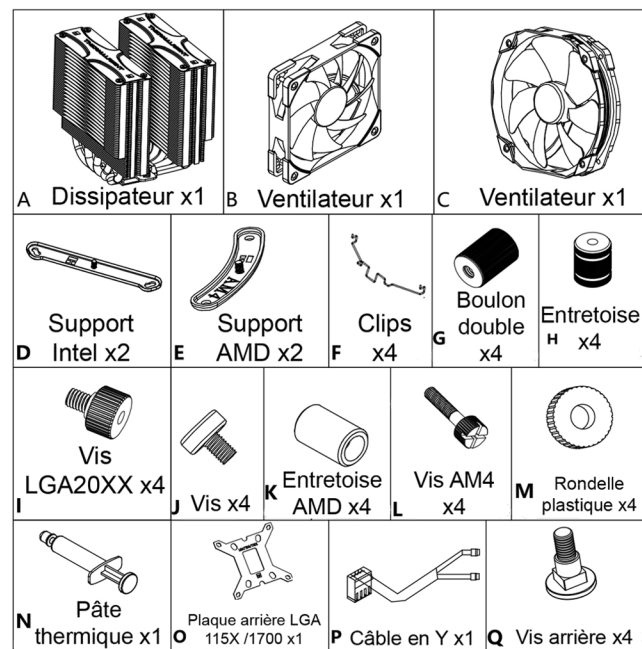 A Dissipateur x1
B Ventilateur x1
C Ventilateur x1
D Support
Intel x2
AM4
E Support
AMD x2
F Clips
x4
G Boulon
double
x4
H Entretoise
x4
I Vis
LGA20XX x4
J Vis x4
K Entretoise
AMD x4
L Vis AM4
x4
M Rondelle
plastique x4
N Pâte
thermique x1
O Plaque arrière LGA
115X /1700 x1
P Câble en Y x1
Q Vis arrière x4